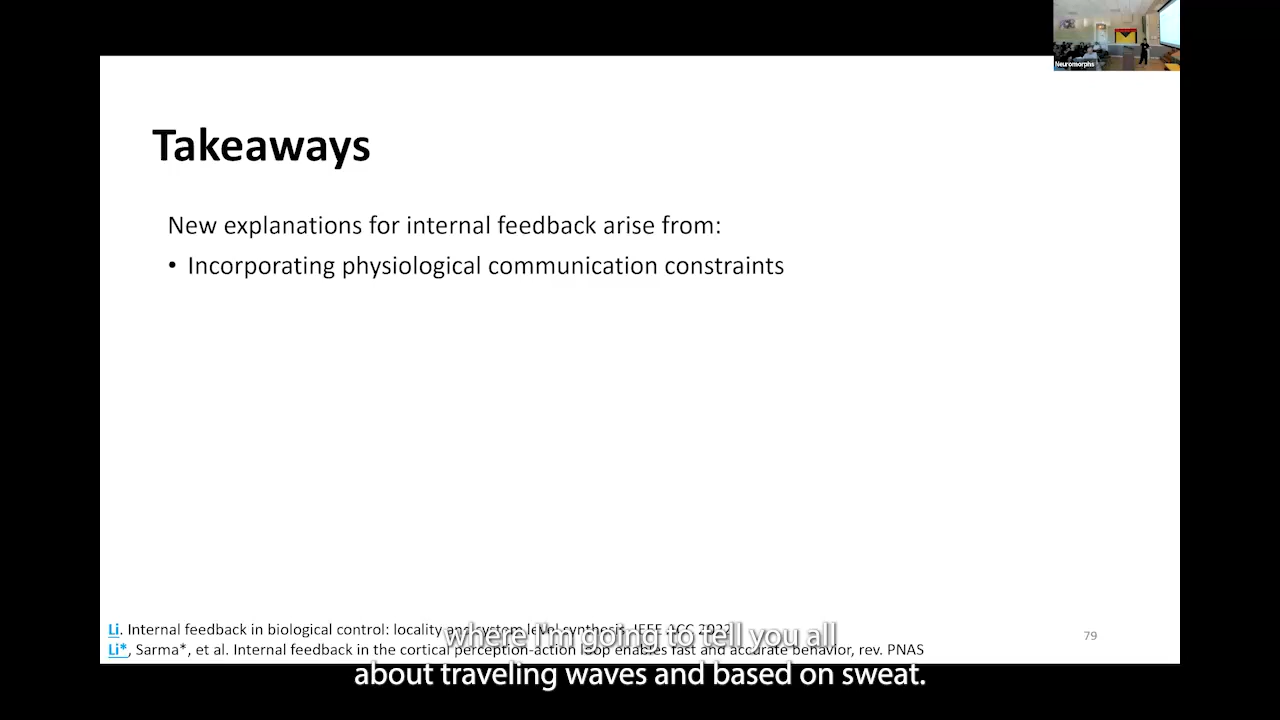 Neuromorphs
Takeaways
New explanations for internal feedback arise from:
• Incorporating physiological communication constraints
Li. Internal feedback in biological control: locality and system level synthesis. IEEE ACC 2022
Li*, Sarma*, et al. Internal feedback in the cortical perception-action loop enables fast and accurate behavior, rev. PNAS
79
where I'm going to tell you all
about traveling waves and based on sweat.